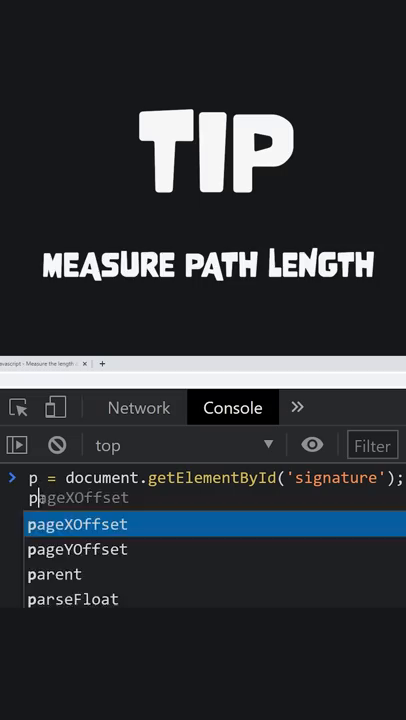 TIP
MEASURE PATH LENGTH
avascript - Measure the length
Network Console
top Filter
p = document.getElementById('signature');
pageXOffset
pageXOffset
pageYOffset
parent
parseFloat